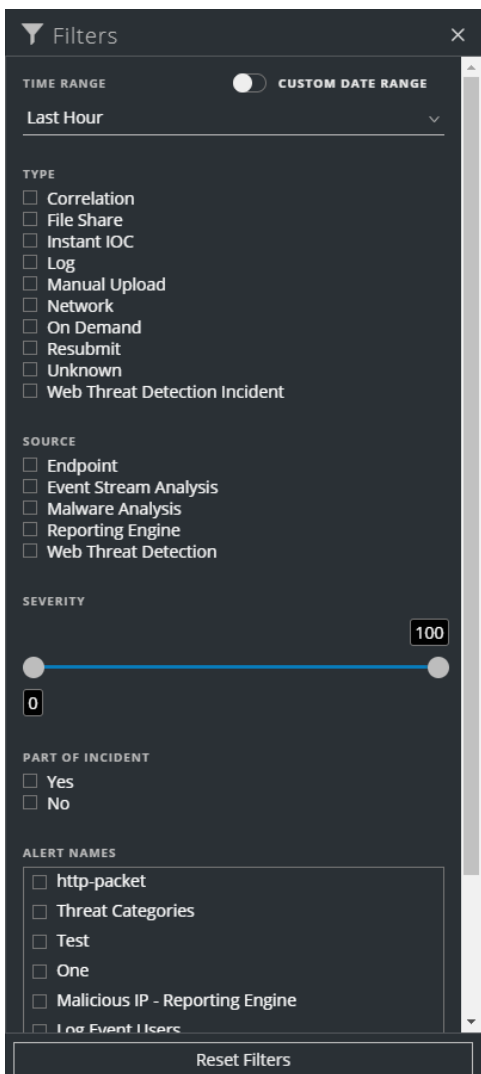 Filters
TIME RANGE
CUSTOM DATE RANGE
Last Hour
TYPE
Correlation
File Share
Instant IOC
Log
Manual Upload
Network
On Demand
Resubmit
Unknown
Web Threat Detection Incident
SOURCE
Endpoint
Event Stream Analysis
Malware Analysis
Reporting Engine
Web Threat Detection
SEVERITY
100
0
PART OF INCIDENT
Yes
No
ALERT NAMES
http-packet
Threat Categories
Test
One
Malicious IP - Reporting Engine
Log Event Users
Reset Filters